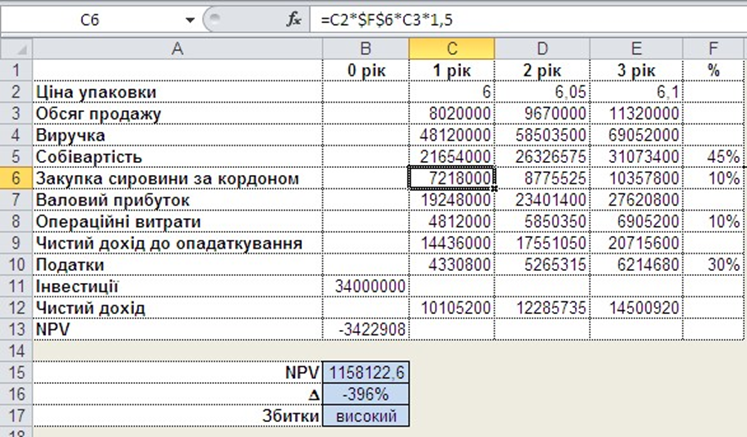 C6 fx =C2*$F$6*C3*1,5
A B C D E F
1 0 рік 1 рік 2 рік 3 рік %
2 Ціна упаковки 6 6,05 6,1
3 Обсяг продажу 8020000 9670000 11320000
4 Виручка 48120000 58503500 69052000
5 Собівартість 21654000 26326575 31073400 45%
6 Закупка сировини за кордоном 7218000 8775525 10357800 10%
7 Валовий прибуток 19248000 23401400 27620800
8 Операційні витрати 4812000 5850350 6905200 10%
9 Чистий дохід до опадаткування 14436000 17551050 20715600
10 Податки 4330800 5265315 6214680 30%
11 Інвестиції 34000000
12 Чистий дохід 10105200 12285735 14500920
13 NPV -3422908
14
15 NPV 1158122,6
16 Δ -396%
17 Збитки високий
18